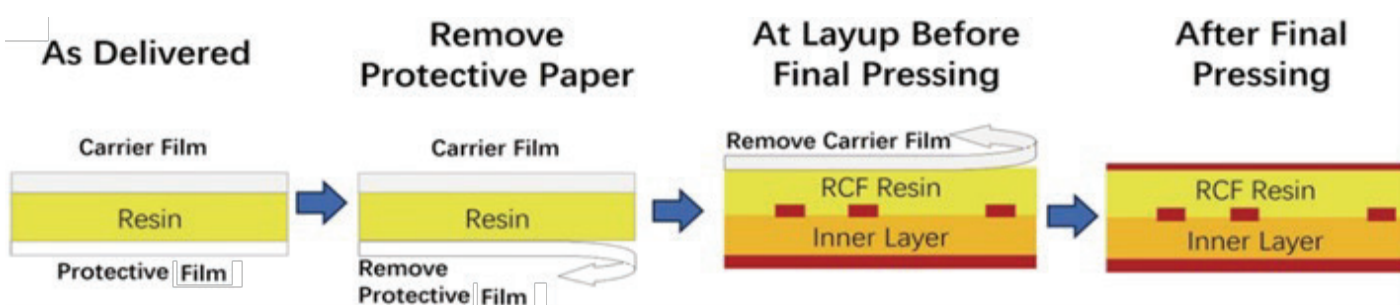 As Delivered
Remove
Protective Paper
At Layup Before
Final Pressing
After Final
Pressing
Carrier Film
Resin
Protective Film
Carrier Film
Resin
Remove
Protective Film
Remove Carrier Film
RCF Resin
Inner Layer
RCF Resin
Inner Layer